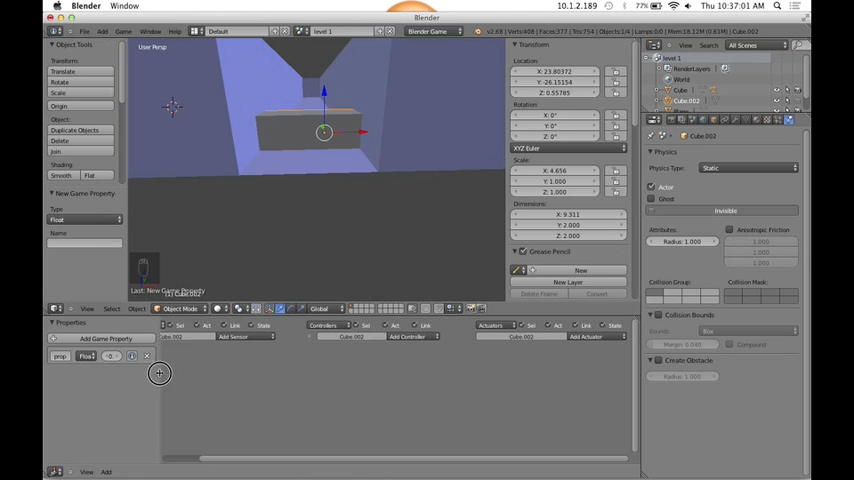 Blender Window 10.1.2.189 77% Thu 10:37:01 AM
Blender
File Add Render Window Help Default level 1 Blender Game v2.68 | Verts:408 | Faces:377 | Tris:754 | Objects:1/4 | Lamps:0/0 | Mem:18.12M (0.61M) | Cube.002
Object Tools
Transform:
Translate
Rotate
Scale
Origin
Object:
Duplicate Objects
Delete
Join
Shading:
Smooth Flat
New Game Property
Type
Float
Name
User Persp
Last: New Game Property
(1) Cube.002
View Select Object Object Mode Global
Transform
Location:
X: 23.80372
Y: -26.15154
Z: 0.55785
Rotation:
X: 0°
Y: 0°
Z: 0°
XYZ Euler
Scale:
X: 4.656
Y: 1.000
Z: 1.000
Dimensions:
X: 9.311
Y: 2.000
Z: 2.000
Grease Pencil
New
New Layer
Delete Frame Convert
View Search All Scenes
level 1
RenderLayers
World
Cube
Cube.002
Cube.002
Physics
Physics Type: Static
Actor
Ghost
Invisible
Attributes: Anisotropic Friction
Radius: 1.000 1.000
1.000
1.000
Collision Group: Collision Mask:
Collision Bounds
Bounds: Box
Margin: 0.040 Compound
Create Obstacle
Radius: 1.000
Properties
Add Game Property
prop Floa
Sel Act Link State
Cube.002 Add Sensor
Controllers Sel Act Link
Cube.002 Add Controller
Actuators Sel Act Link State
Cube.002 Add Actuator
View Add